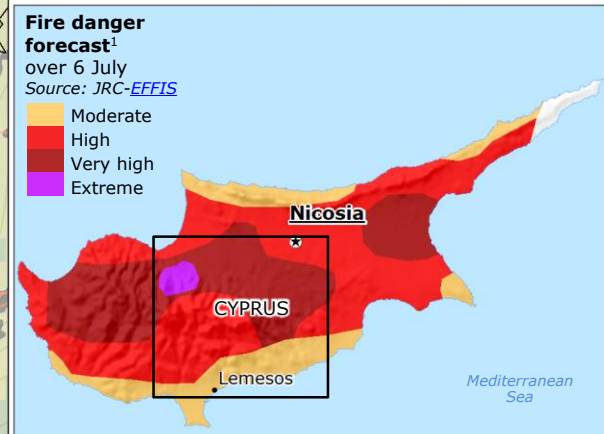 Fire danger
forecast¹
over 6 July
Source: JRC-EFFIS
Moderate
High
Very high
Extreme
Nicosia
CYPRUS
Lemesos
Mediterranean
Sea